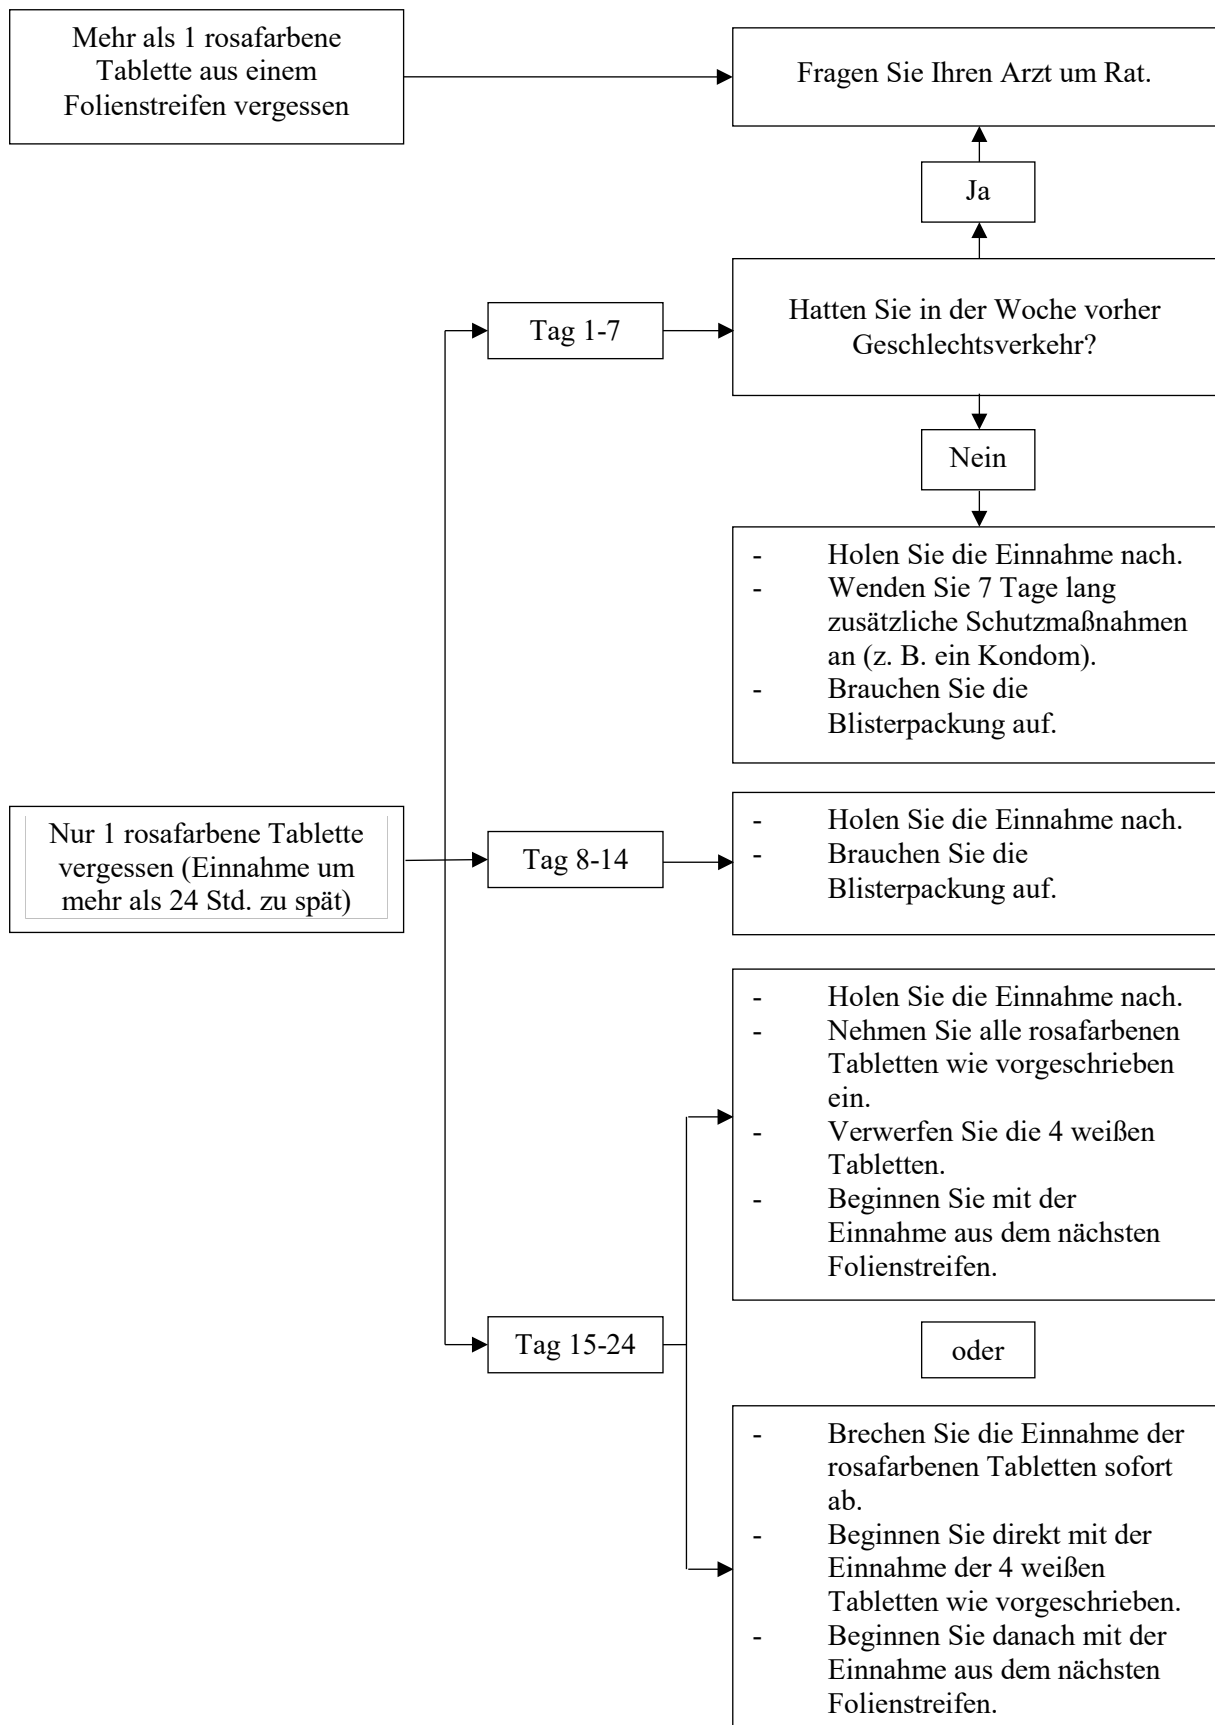 Mehr als 1 rosafarbene
Tablette aus einem
Folienstreifen vergessen
Fragen Sie Ihren Arzt um Rat.
Ja
Hatten Sie in der Woche vorher
Geschlechtsverkehr?
Tag 1-7
Nein
- Holen Sie die Einnahme nach.
- Wenden Sie 7 Tage lang
zusätzliche Schutzmaßnahmen
an (z. B. ein Kondom).
- Brauchen Sie die
Blisterpackung auf.
Nur 1 rosafarbene Tablette
vergessen (Einnahme um
mehr als 24 Std. zu spät)
Tag 8-14
- Holen Sie die Einnahme nach.
- Brauchen Sie die
Blisterpackung auf.
- Holen Sie die Einnahme nach.
- Nehmen Sie alle rosafarbenen
Tabletten wie vorgeschrieben
ein.
- Verwerfen Sie die 4 weißen
Tabletten.
- Beginnen Sie mit der
Einnahme aus dem nächsten
Folienstreifen.
Tag 15-24
oder
- Brechen Sie die Einnahme der
rosafarbenen Tabletten sofort
ab.
- Beginnen Sie direkt mit der
Einnahme der 4 weißen
Tabletten wie vorgeschrieben.
- Beginnen Sie danach mit der
Einnahme aus dem nächsten
Folienstreifen.